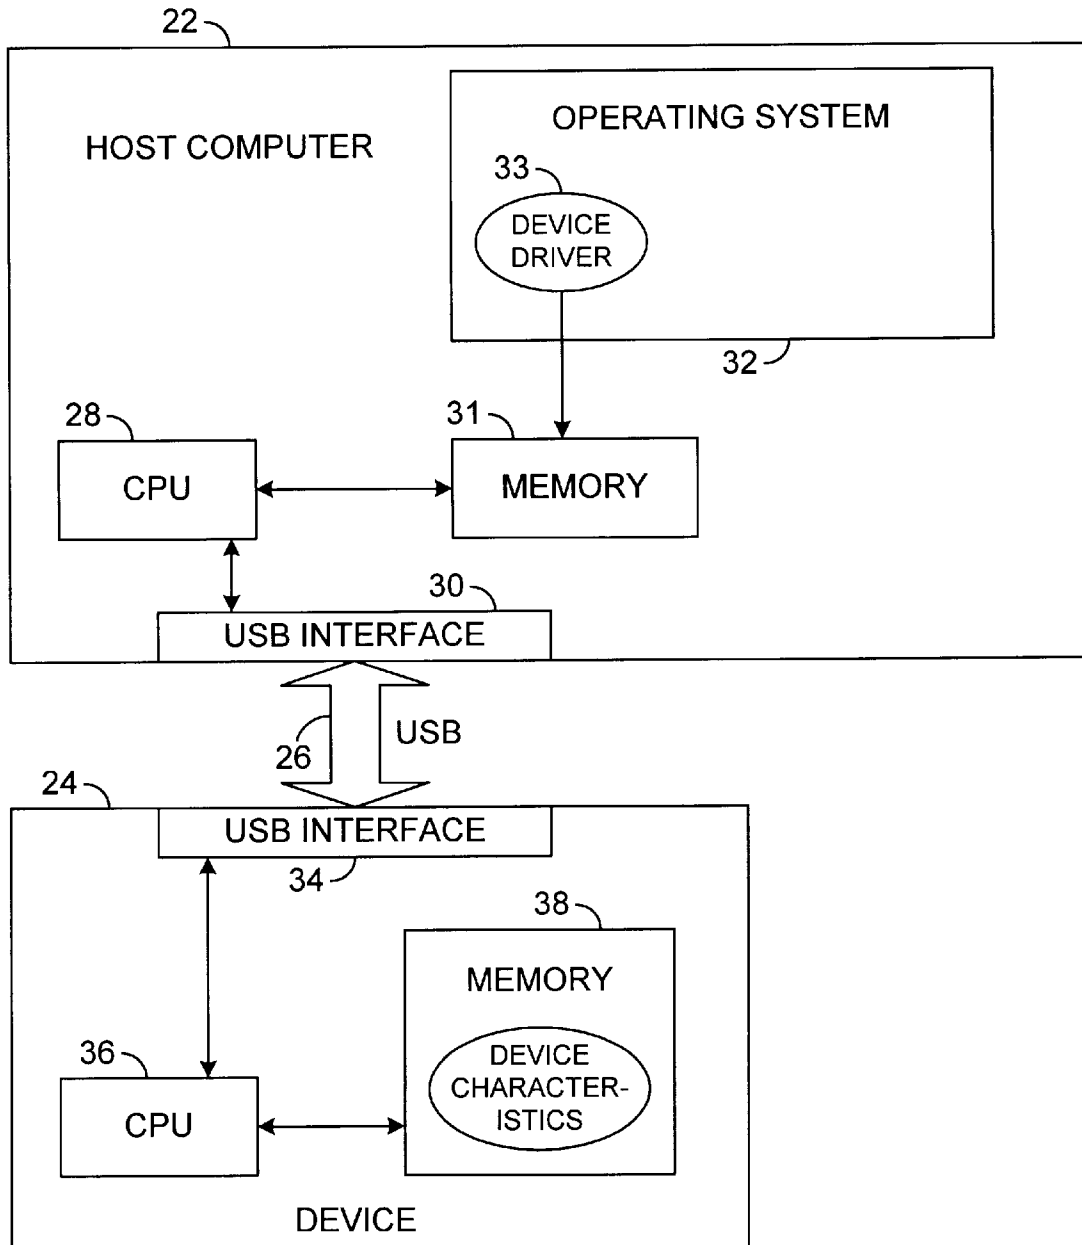 22
HOST COMPUTER
OPERATING SYSTEM
33
DEVICE
DRIVER
32
28
CPU
31
MEMORY
30
USB INTERFACE
26
USB
24
USB INTERFACE
34
38
MEMORY
DEVICE
CHARACTER-
ISTICS
36
CPU
DEVICE